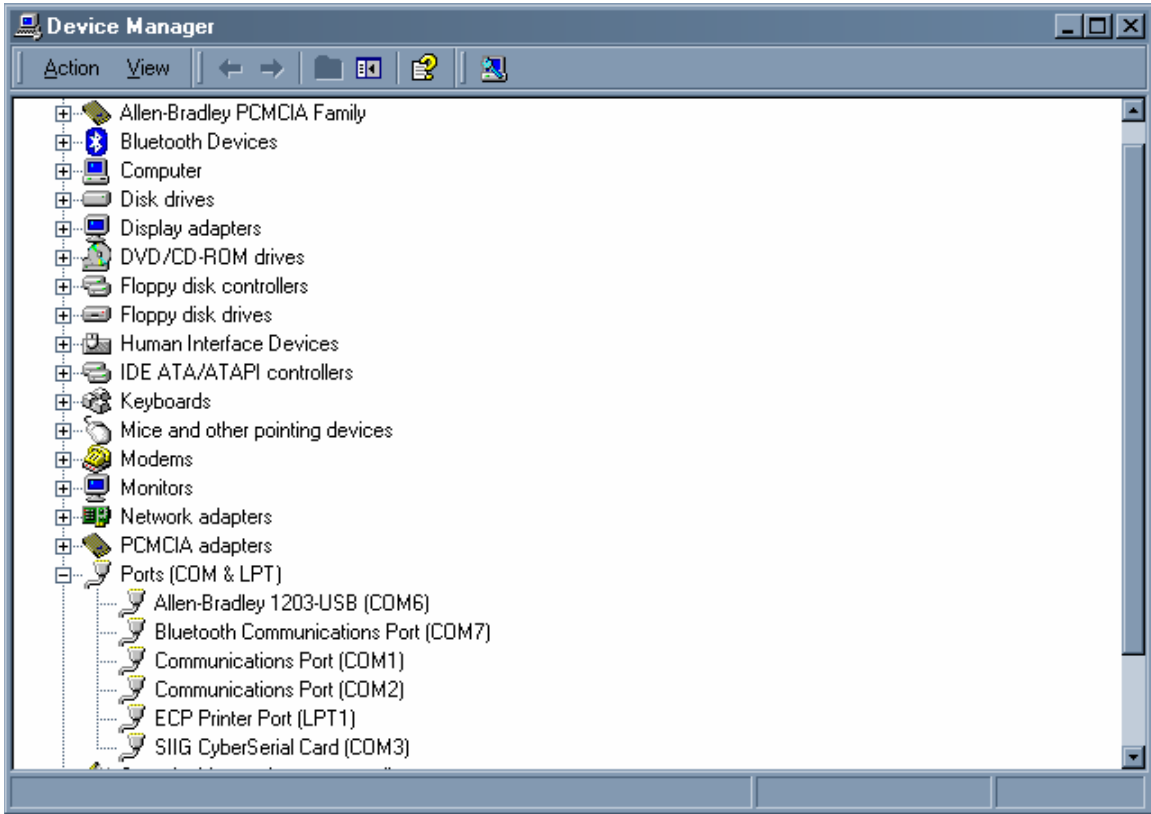 Device Manager
Action View
Allen-Bradley PCMCIA Family
Bluetooth Devices
Computer
Disk drives
Display adapters
DVD/CD-ROM drives
Floppy disk controllers
Floppy disk drives
Human Interface Devices
IDE ATA/ATAPI controllers
Keyboards
Mice and other pointing devices
Modems
Monitors
Network adapters
PCMCIA adapters
Ports (COM & LPT)
Allen-Bradley 1203-USB (COM6)
Bluetooth Communications Port (COM7)
Communications Port (COM1)
Communications Port (COM2)
ECP Printer Port (LPT1)
SIIG CyberSerial Card (COM3)